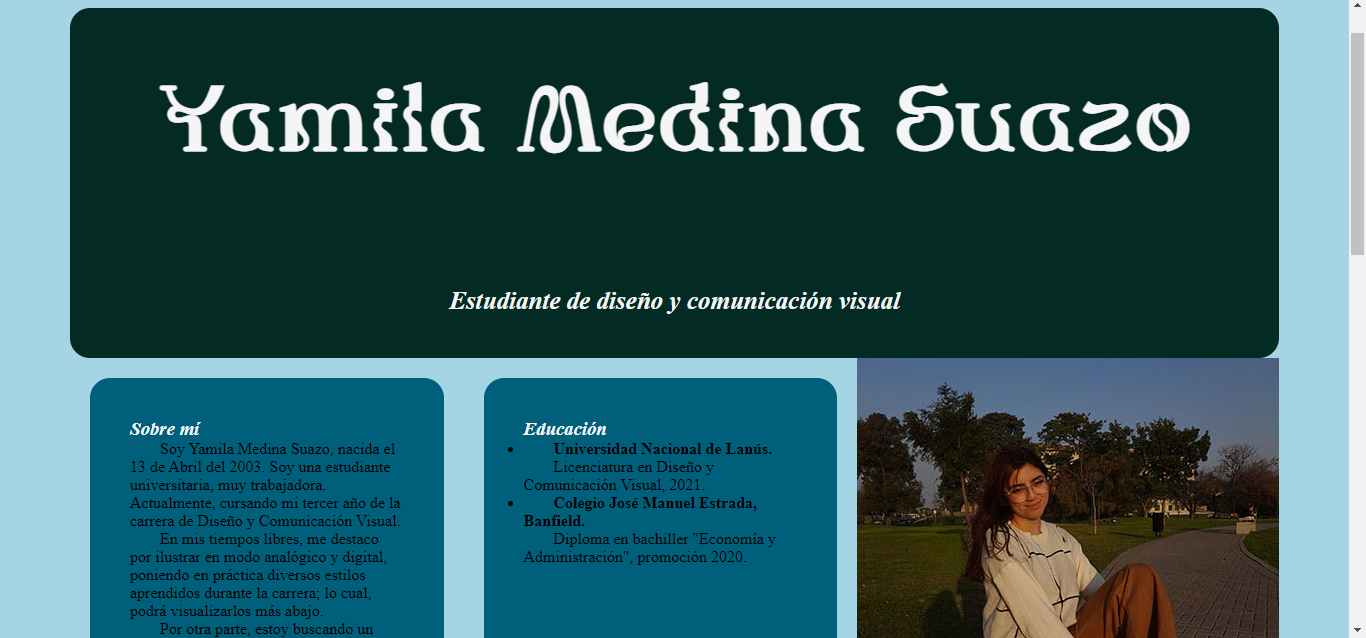 Yamila Medina Suazo
Estudiante de diseño y comunicación visual
Sobre mí
Soy Yamila Medina Suazo, nacida el
13 de Abril del 2003. Soy una estudiante
universitaria, muy trabajadora.
Actualmente, cursando mi tercer año de la
carrera de Diseño y Comunicación Visual.
En mis tiempos libres, me destaco
por ilustrar en modo analógico y digital,
poniendo en práctica diversos estilos
aprendidos durante la carrera; lo cual,
podrá visualizarlos más abajo.
Por otra parte, estoy buscando un
Educación
Universidad Nacional de Lanús.
Licenciatura en Diseño y
Comunicación Visual, 2021.
Colegio José Manuel Estrada,
Banfield.
Diploma en bachiller "Economía y
Administración", promoción 2020.